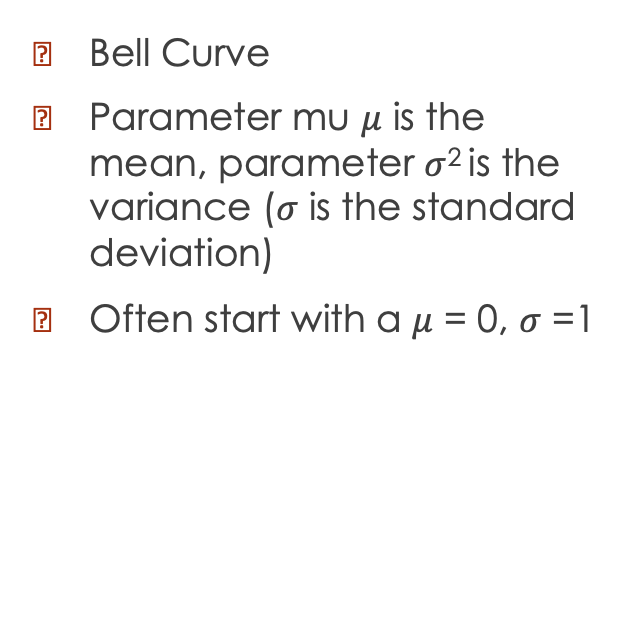 ⍰ Bell Curve
⍰ Parameter mu 𝜇 is the
mean, parameter 𝜎² is the
variance (𝜎 is the standard
deviation)
⍰ Often start with a 𝜇 = 0, 𝜎 =1